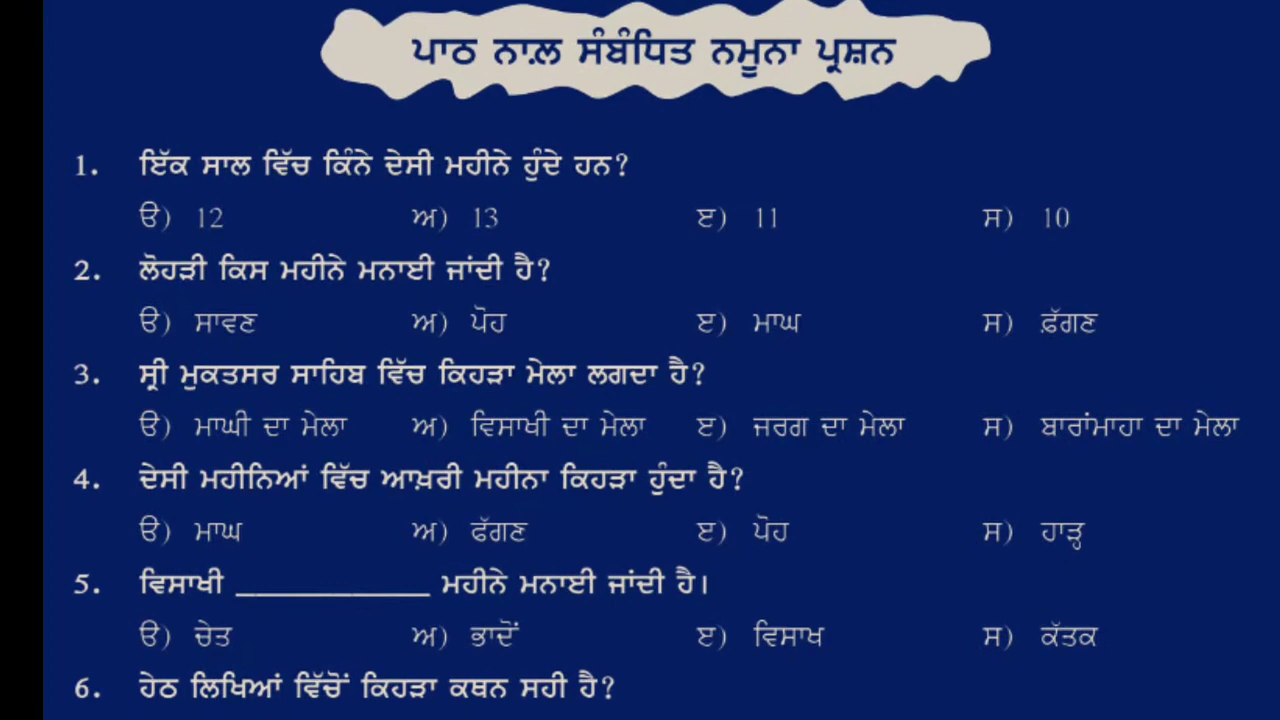 ਪਾਠ ਨਾਲ਼ ਸੰਬੰਧਿਤ ਨਮੂਨਾ ਪ੍ਰਸ਼ਨ
1. ਇੱਕ ਸਾਲ ਵਿੱਚ ਕਿੰਨੇ ਦੇਸੀ ਮਹੀਨੇ ਹੁੰਦੇ ਹਨ?
ੳ) 12 ਅ) 13 ੲ) 11 ਸ) 10
2. ਲੋਹੜੀ ਕਿਸ ਮਹੀਨੇ ਮਨਾਈ ਜਾਂਦੀ ਹੈ?
ੳ) ਸਾਵਣ ਅ) ਪੋਹ ੲ) ਮਾਘ ਸ) ਫ਼ੱਗਣ
3. ਸ੍ਰੀ ਮੁਕਤਸਰ ਸਾਹਿਬ ਵਿੱਚ ਕਿਹੜਾ ਮੇਲਾ ਲਗਦਾ ਹੈ?
ੳ) ਮਾਘੀ ਦਾ ਮੇਲਾ ਅ) ਵਿਸਾਖੀ ਦਾ ਮੇਲਾ ੲ) ਜਰਗ ਦਾ ਮੇਲਾ ਸ) ਬਾਰਾਂਮਾਹਾ ਦਾ ਮੇਲਾ
4. ਦੇਸੀ ਮਹੀਨਿਆਂ ਵਿੱਚ ਆਖ਼ਰੀ ਮਹੀਨਾ ਕਿਹੜਾ ਹੁੰਦਾ ਹੈ?
ੳ) ਮਾਘ ਅ) ਫੱਗਣ ੲ) ਪੋਹ ਸ) ਹਾੜ੍ਹ
5. ਵਿਸਾਖੀ ____________ ਮਹੀਨੇ ਮਨਾਈ ਜਾਂਦੀ ਹੈ।
ੳ) ਚੇਤ ਅ) ਭਾਦੋਂ ੲ) ਵਿਸਾਖ ਸ) ਕੱਤਕ
6. ਹੇਠ ਲਿਖਿਆਂ ਵਿੱਚੋਂ ਕਿਹੜਾ ਕਥਨ ਸਹੀ ਹੈ?